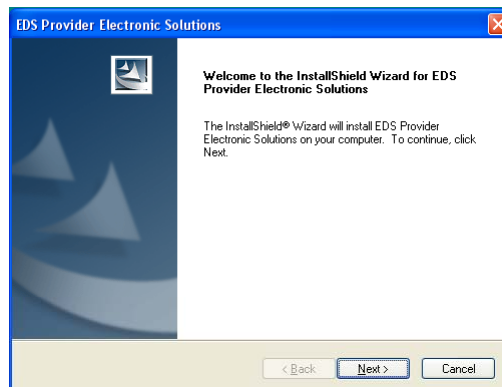 EDS Provider Electronic Solutions
Welcome to the InstallShield Wizard for EDS
Provider Electronic Solutions
The InstallShield® Wizard will install EDS Provider
Electronic Solutions on your computer. To continue, click
Next.
< Back Next > Cancel